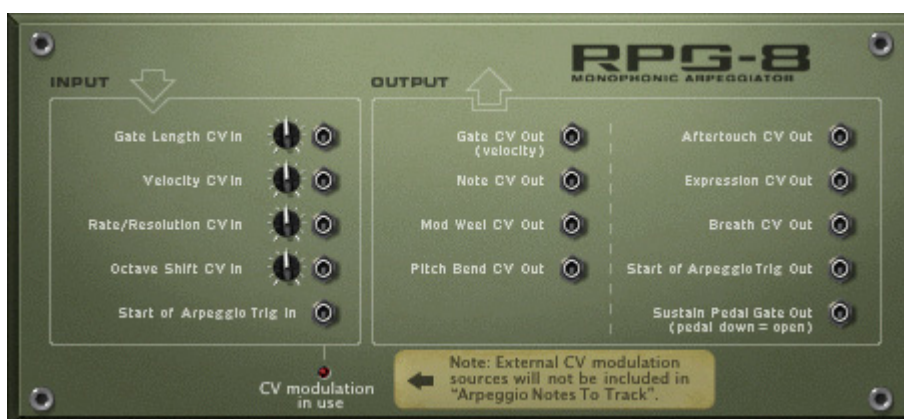 RPG-8
MONOPHONIC ARPEGGIATOR
INPUT
Gate Length CV In
Velocity CV In
Rate/Resolution CV In
Octave Shift CV In
Start of Arpeggio Trig In
CV modulation
in use
OUTPUT
Gate CV Out
(velocity)
Note CV Out
Mod Weel CV Out
Pitch Bend CV Out
Aftertouch CV Out
Expression CV Out
Breath CV Out
Start of Arpeggio Trig Out
Sustain Pedal Gate Out
(pedal down = open)
Note: External CV modulation
sources will not be included in
"Arpeggio Notes To Track".